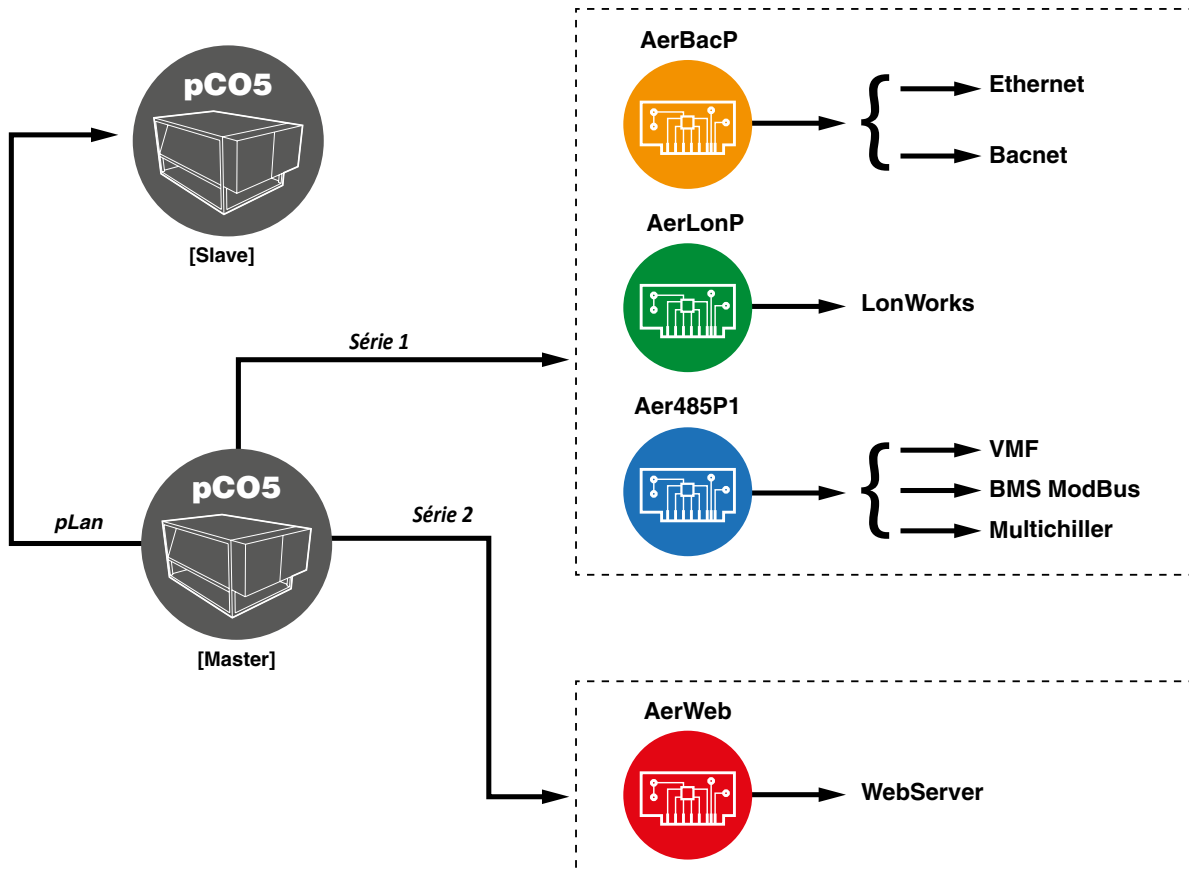 pCO5
[Slave]
pLan
Série 1
pCO5
[Master]
Série 2
AerBacP
Ethernet
Bacnet
AerLonP
LonWorks
Aer485P1
VMF
BMS ModBus
Multichiller
AerWeb
WebServer